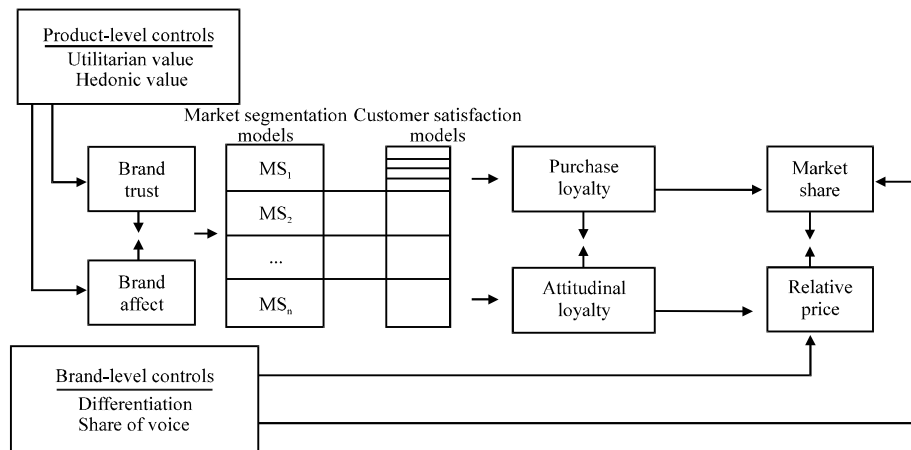 Product-level controls
Utilitarian value
Hedonic value
Market segmentation
models
Customer satisfaction
models
Brand
trust
Brand
affect
MS₁
MS₂
...
MSₙ
Purchase
loyalty
Attitudinal
loyalty
Market
share
Relative
price
Brand-level controls
Differentiation
Share of voice